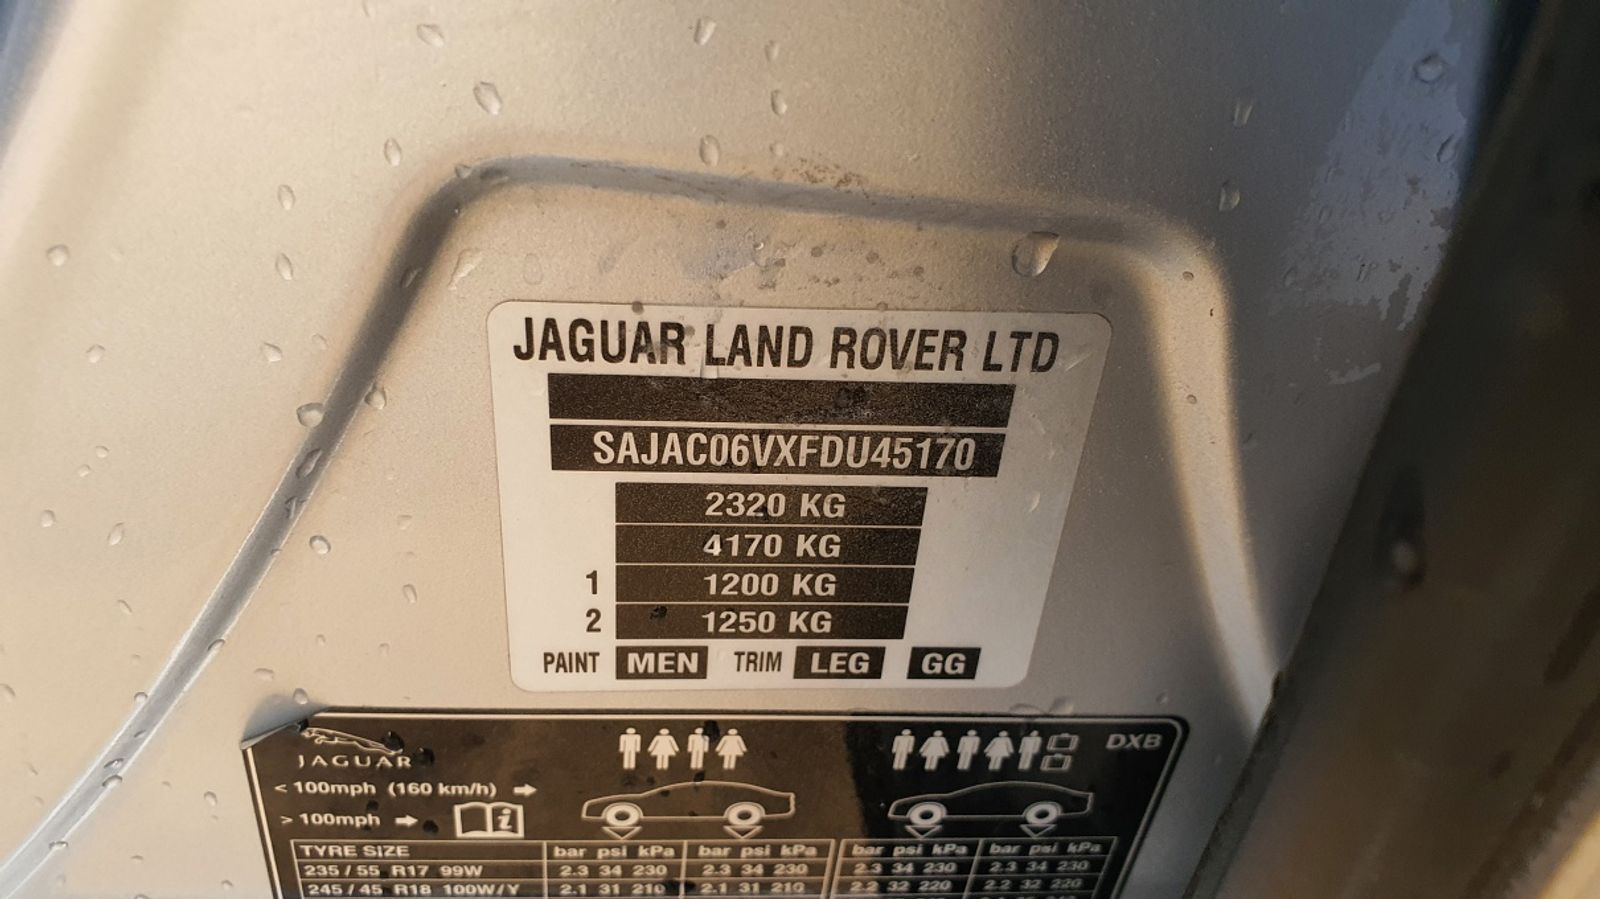 JAGUAR LAND ROVER LTD
SAJAC06VXFDU45170
2320 KG
4170 KG
1 1200 KG
2 1250 KG
PAINT MEN TRIM LEG GG
JAGUAR DXB
< 100mph (160 km/h)
> 100mph
TYRE SIZE bar psi kPa bar psi kPa bar psi kPa bar psi kPa
235 / 55 R17 99W 2.3 34 230 2.3 34 230 2.3 34 230 2.3 34 230
245 / 45 R18 100W/Y 2.1 31 210 2.1 31 210 2.2 32 220 2.2 32 220